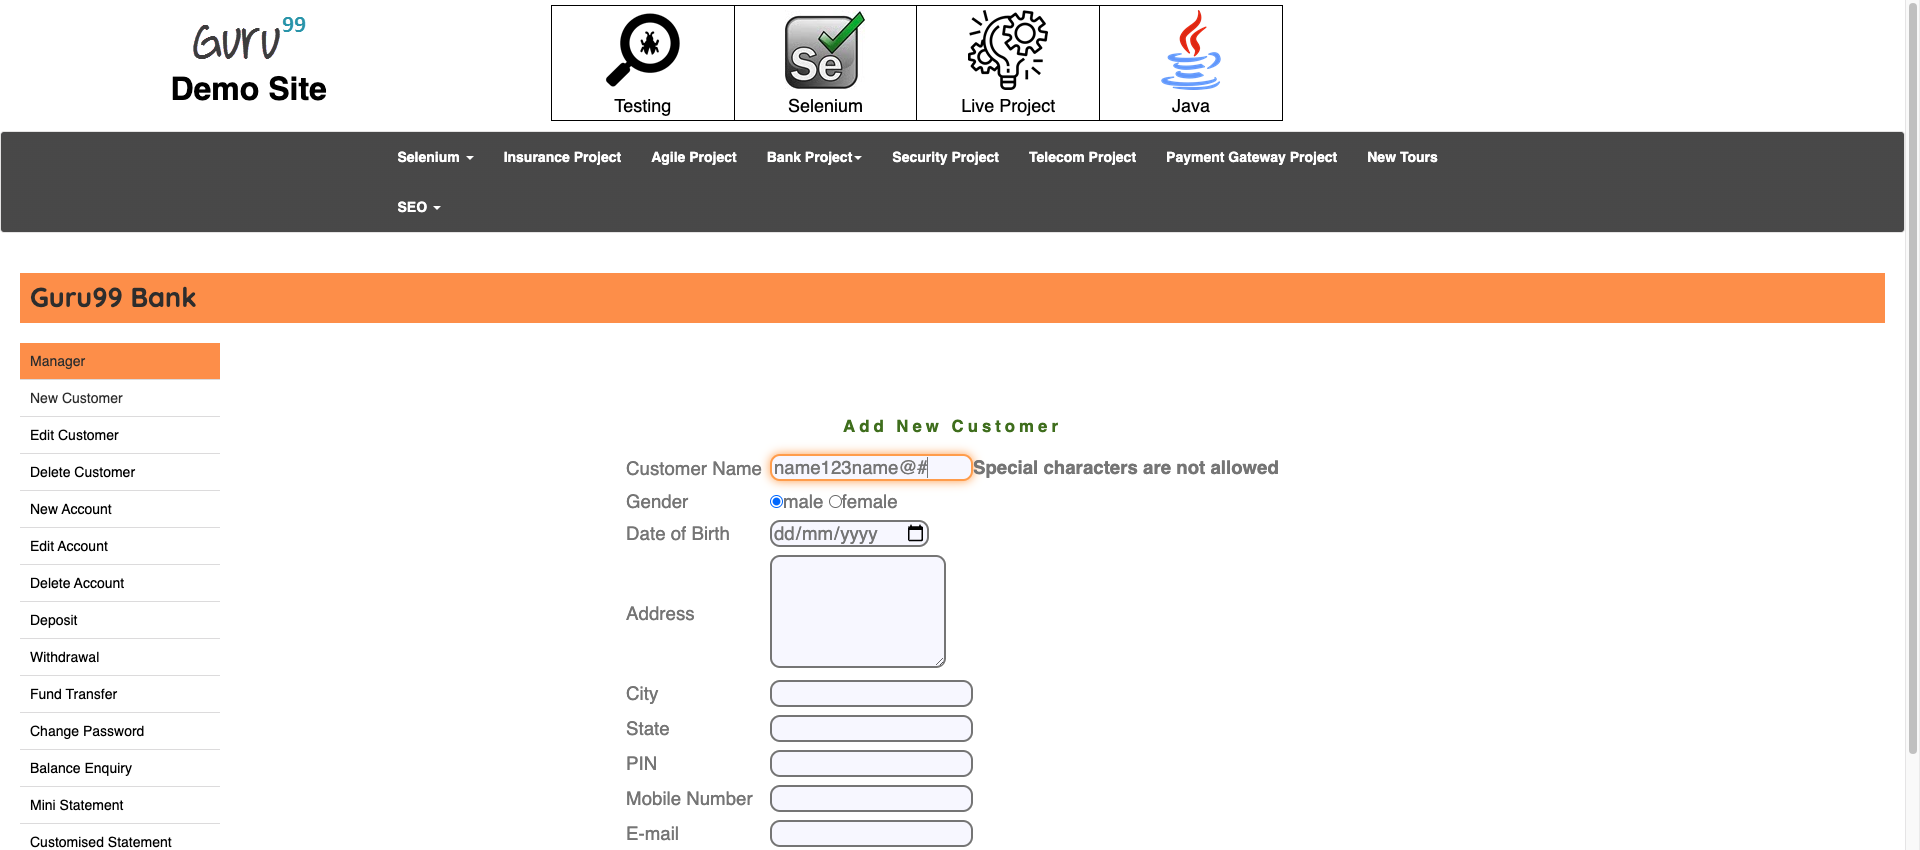 Guru99
Demo Site
Se
Testing
Selenium
Live Project
Java
Selenium
Insurance Project
Agile Project
Bank Project
Security Project
Telecom Project
Payment Gateway Project
New Tours
SEO
Guru99 Bank
Manager
New Customer
Edit Customer
Delete Customer
New Account
Edit Account
Delete Account
Deposit
Withdrawal
Fund Transfer
Change Password
Balance Enquiry
Mini Statement
Customised Statement
Add New Customer
Customer Name name123name@# Special characters are not allowed
Gender male female
Date of Birth dd/mm/yyyy
Address
City
State
PIN
Mobile Number
E-mail